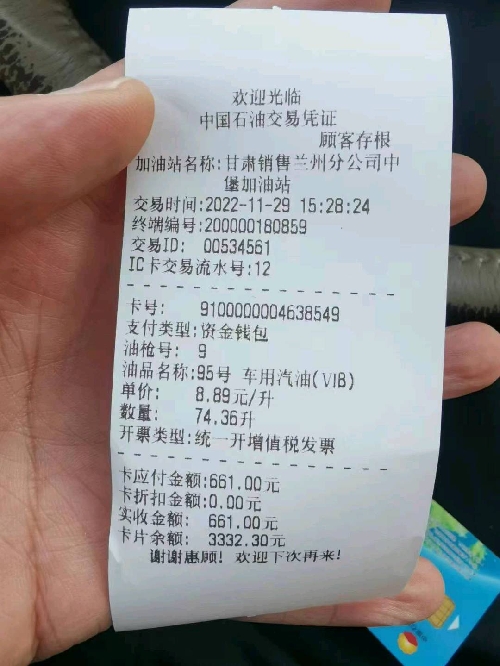 欢迎光临
中国石油交易凭证
顾客存根
加油站名称:甘肃销售兰州分公司中
堡加油站
交易时间:2022-11-29 15:28:24
终端编号:200000180859
交易ID: 00534561
IC卡交易流水号:12
卡号: 9100000004638549
支付类型:资金钱包
油枪号: 9
油品名称:95号 车用汽油(VIB)
单价: 8.89元/升
数量: 74.36升
开票类型:统一开增值税发票
卡应付金额:661.00元
卡折扣金额:0.00元
实收金额: 661.00元
卡片余额: 3332.30元
谢谢惠顾! 欢迎下次再来!